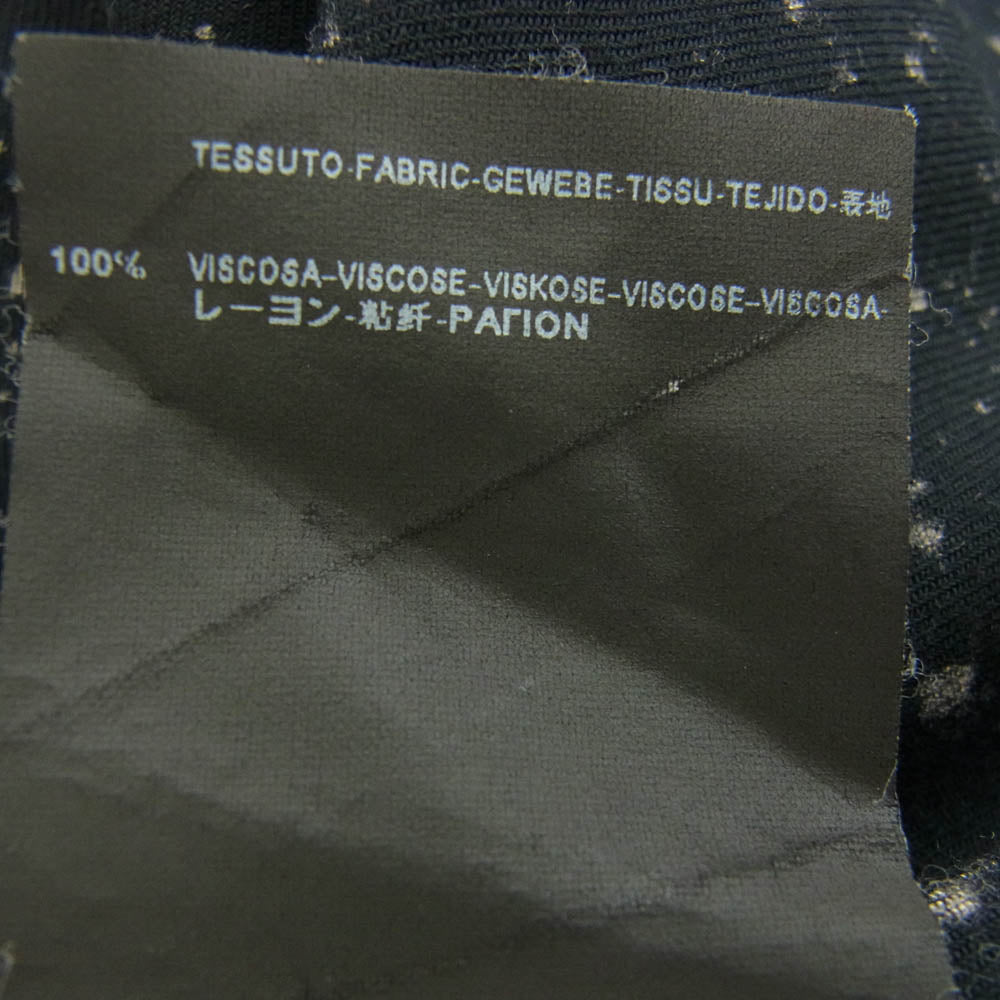 TESSUTO-FABRIC-GEWEBE-TISSU-TEJIDO-表地
100% VISCOSA-VISCOSE-VISKOSE-VISCOSE-VISCOSA-
レーヨン-粘纤-ΡΑΓΙΟΝ